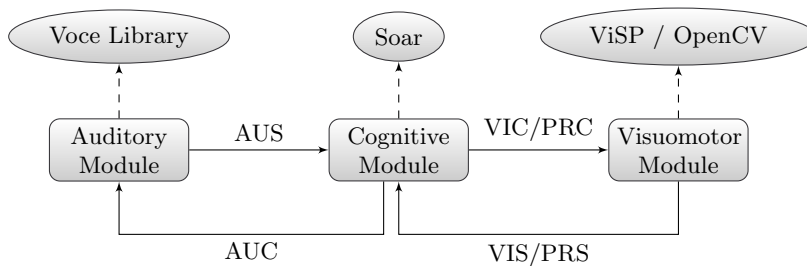 Voce Library
Soar
ViSP / OpenCV
Auditory
Module
AUS
Cognitive
Module
VIC/PRC
Visuomotor
Module
AUC
VIS/PRS